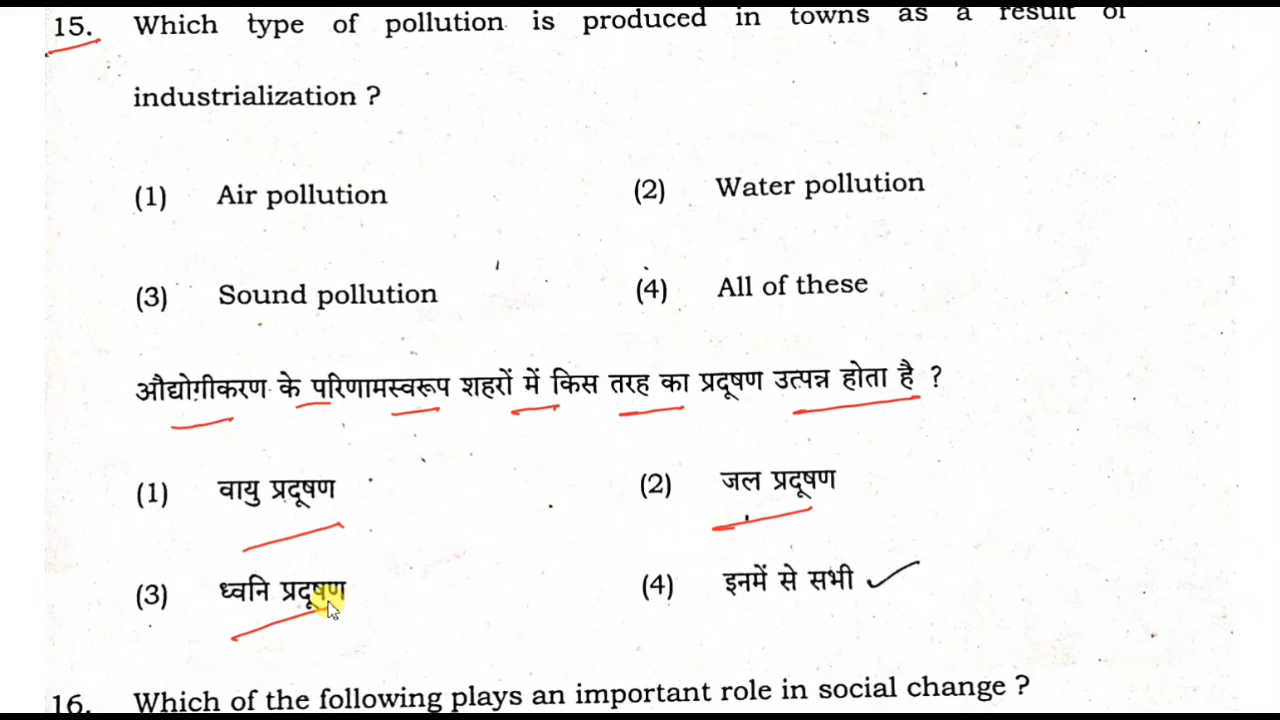 15. Which type of pollution is produced in towns as a result of
industrialization ?
(1) Air pollution (2) Water pollution
(3) Sound pollution (4) All of these
औद्योगीकरण के परिणामस्वरूप शहरों में किस तरह का प्रदूषण उत्पन्न होता है ?
(1) वायु प्रदूषण (2) जल प्रदूषण
(3) ध्वनि प्रदूषण (4) इनमें से सभी
16. Which of the following plays an important role in social change ?